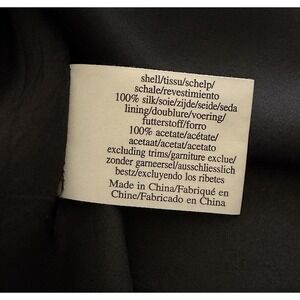 shell/tissu/schelp/
schale/revestimiento
100% silk/soie/zijde/seide/seda
lining/doublure/voering/
futterstoff/forro
100% acetate/acétate/
acetaat/acetat/acetato
excluding trims/garniture exclue/
zonder garneersel/ausschliesslich
bestz/excluyendo los ribetes
Made in China/Fabriqué en
Chine/Fabricado en China